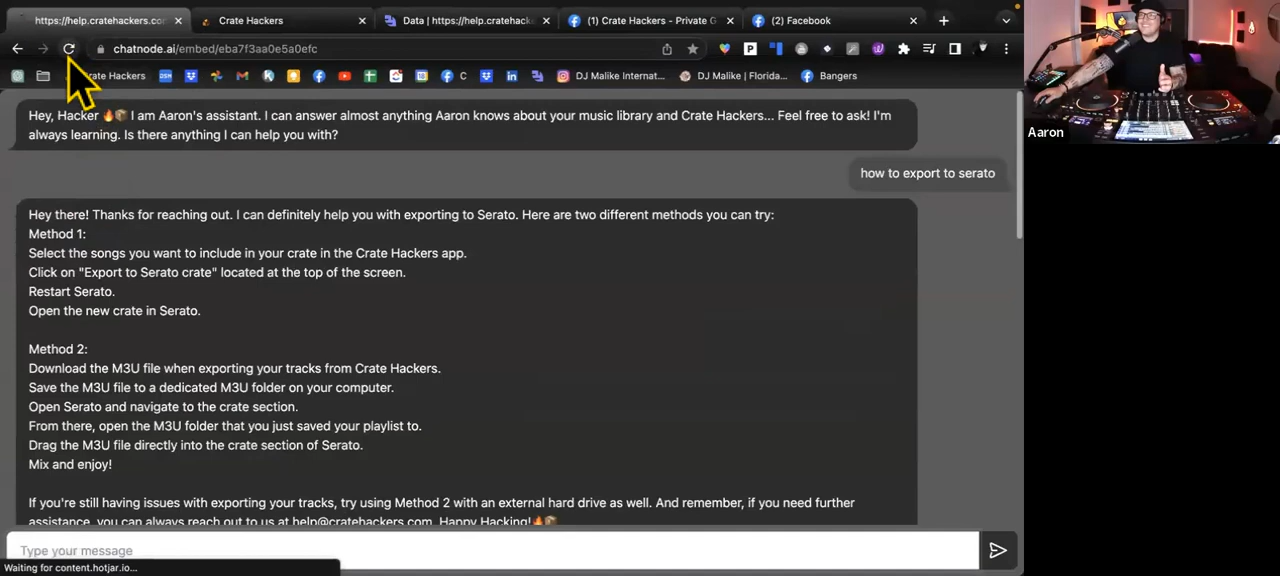 https://help.cratehackers.co
Crate Hackers
Data | https://help.cratehack
(1) Crate Hackers - Private G
(2) Facebook
chatnode.ai/embed/eba7f3aa0e5a0efc
Crate Hackers
C
DJ Malike Internat...
DJ Malike | Florida...
Bangers
Hey, Hacker 🔥📦 I am Aaron's assistant. I can answer almost anything Aaron knows about your music library and Crate Hackers... Feel free to ask! I'm
always learning. Is there anything I can help you with?
how to export to serato
Hey there! Thanks for reaching out. I can definitely help you with exporting to Serato. Here are two different methods you can try:
Method 1:
Select the songs you want to include in your crate in the Crate Hackers app.
Click on "Export to Serato crate" located at the top of the screen.
Restart Serato.
Open the new crate in Serato.
Method 2:
Download the M3U file when exporting your tracks from Crate Hackers.
Save the M3U file to a dedicated M3U folder on your computer.
Open Serato and navigate to the crate section.
From there, open the M3U folder that you just saved your playlist to.
Drag the M3U file directly into the crate section of Serato.
Mix and enjoy!
If you're still having issues with exporting your tracks, try using Method 2 with an external hard drive as well. And remember, if you need further
assistance, you can always reach out to us at help@cratehackers.com. Happy Hacking!🔥📦
Type your message
Waiting for content.hotjar.io...
Aaron